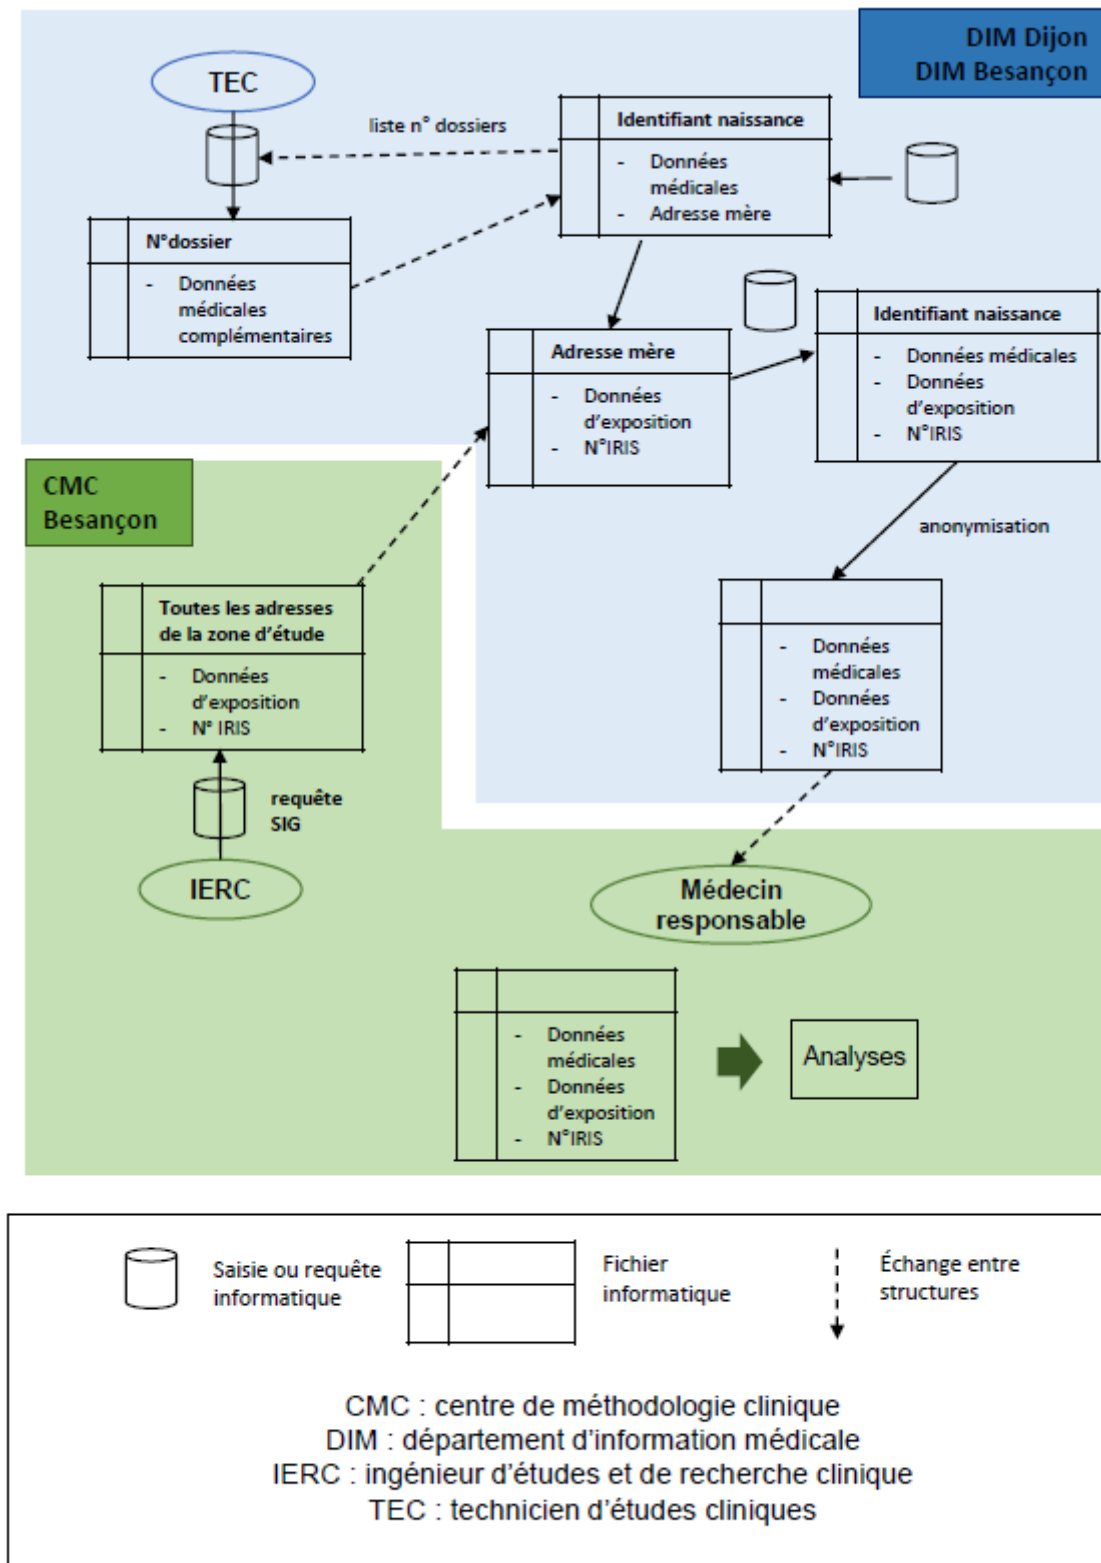 DIM Dijon
DIM Besançon
TEC
liste n° dossiers
Identifiant naissance
- Données
médicales
- Adresse mère
N°dossier
- Données
médicales
complémentaires
Identifiant naissance
- Données médicales
- Données
d'exposition
- N°IRIS
Adresse mère
- Données
d'exposition
- N°IRIS
CMC
Besançon
anonymisation
Toutes les adresses
de la zone d'étude
- Données
d'exposition
- N° IRIS
- Données
médicales
- Données
d'exposition
- N°IRIS
requête
SIG
IERC
Médecin
responsable
- Données
médicales
- Données
d'exposition
- N°IRIS
Analyses
Saisie ou requête
informatique
Fichier
informatique
Échange entre
structures
CMC : centre de méthodologie clinique
DIM : département d'information médicale
IERC : ingénieur d'études et de recherche clinique
TEC : technicien d'études cliniques